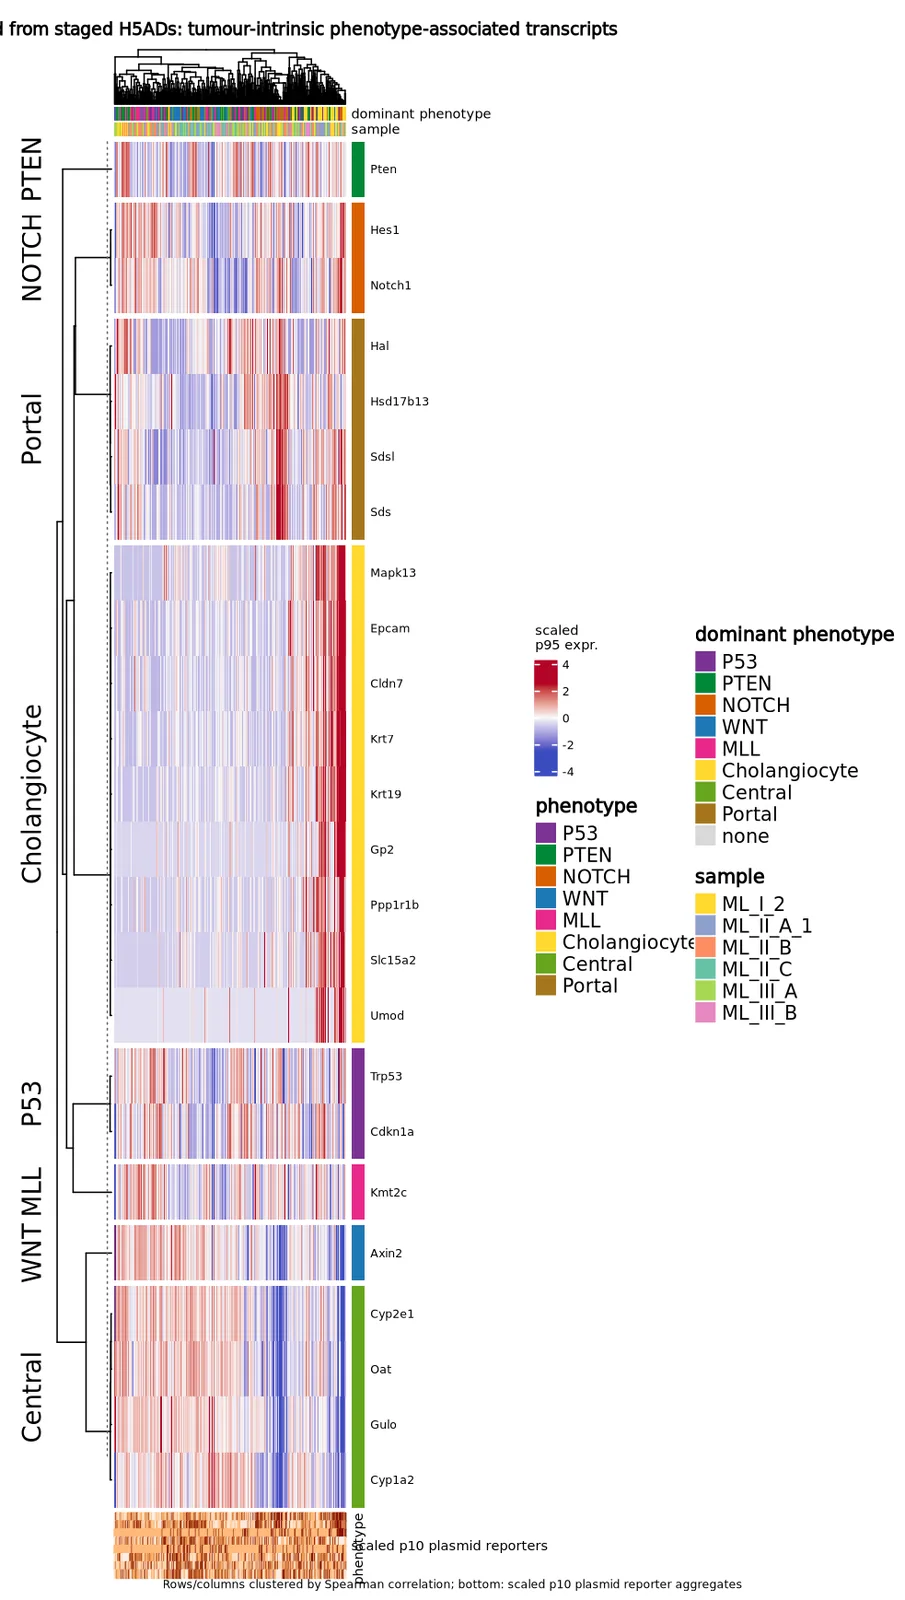 d from staged H5ADs: tumour-intrinsic phenotype-associated transcripts
dominant phenotype
sample
PTEN
Pten
NOTCH
Hes1
Notch1
Portal
Hal
Hsd17b13
Sdsl
Sds
Cholangiocyte
Mapk13
Epcam
Cldn7
Krt7
Krt19
Gp2
Ppp1r1b
Slc15a2
Umod
P53
Trp53
Cdkn1a
MLL
Kmt2c
WNT
Axin2
Central
Cyp2e1
Oat
Gulo
Cyp1a2
scaled
p95 expr.
4
2
0
-2
-4
phenotype
P53
PTEN
NOTCH
WNT
MLL
Cholangiocyte
Central
Portal
dominant phenotype
P53
PTEN
NOTCH
WNT
MLL
Cholangiocyte
Central
Portal
none
sample
ML_I_2
ML_II_A_1
ML_II_B
ML_II_C
ML_III_A
ML_III_B
phenotype
scaled p10 plasmid reporters
Rows/columns clustered by Spearman correlation; bottom: scaled p10 plasmid reporter aggregates